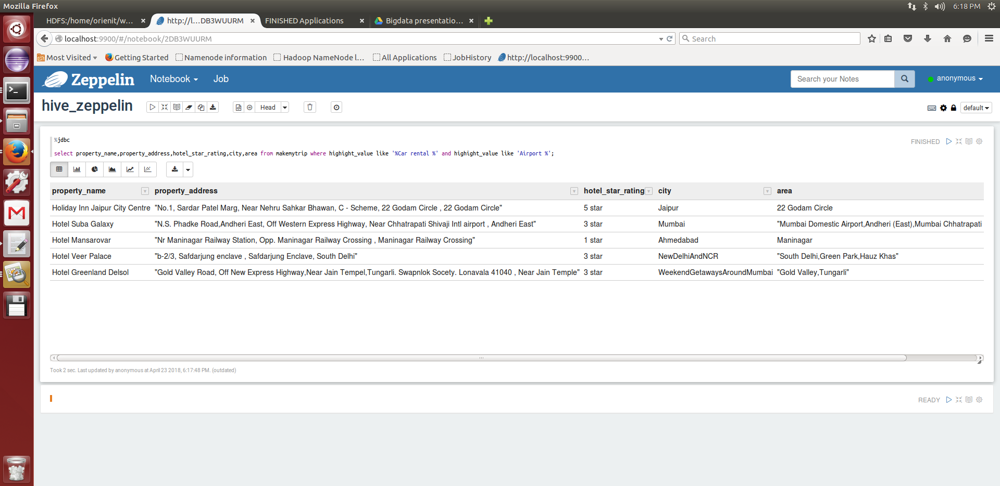 Mozilla Firefox
6:18 PM
HDFS:/home/orienit/w...
http://l...DB3WUURM
FINISHED Applications
Bigdata presentatio...
localhost:9900/#/notebook/2DB3WUURM
Search
Most Visited
Getting Started
Namenode information
Hadoop NameNode l...
All Applications
JobHistory
http://localhost:9900...
Zeppelin
Notebook
Job
Search your Notes
anonymous
hive_zeppelin
Head
default
%jdbc
FINISHED
select property_name,property_address,hotel_star_rating,city,area from makemytrip where highight_value like '%Car rental %' and highight_value like 'Airport %';
property_name property_address hotel_star_rating city area
Holiday Inn Jaipur City Centre "No.1, Sardar Patel Marg, Near Nehru Sahkar Bhawan, C - Scheme, 22 Godam Circle , 22 Godam Circle" 5 star Jaipur 22 Godam Circle
Hotel Suba Galaxy "N.S. Phadke Road,Andheri East, Off Western Express Highway, Near Chhatrapati Shivaji Intl airport , Andheri East" 3 star Mumbai "Mumbai Domestic Airport,Andheri (East),Mumbai Chhatrapati
Hotel Mansarovar "Nr Maninagar Railway Station, Opp. Maninagar Railway Crossing , Maninagar Railway Crossing" 1 star Ahmedabad Maninagar
Hotel Veer Palace "b-2/3, Safdarjung enclave , Safdarjung Enclave, South Delhi" 3 star NewDelhiAndNCR "South Delhi,Green Park,Hauz Khas"
Hotel Greenland Delsol "Gold Valley Road, Off New Express Highway,Near Jain Tempel,Tungarli. Swapnlok Socety. Lonavala 41040 , Near Jain Temple" 3 star WeekendGetawaysAroundMumbai "Gold Valley,Tungarli"
Took 2 sec. Last updated by anonymous at April 23 2018, 6:17:48 PM. (outdated)
READY